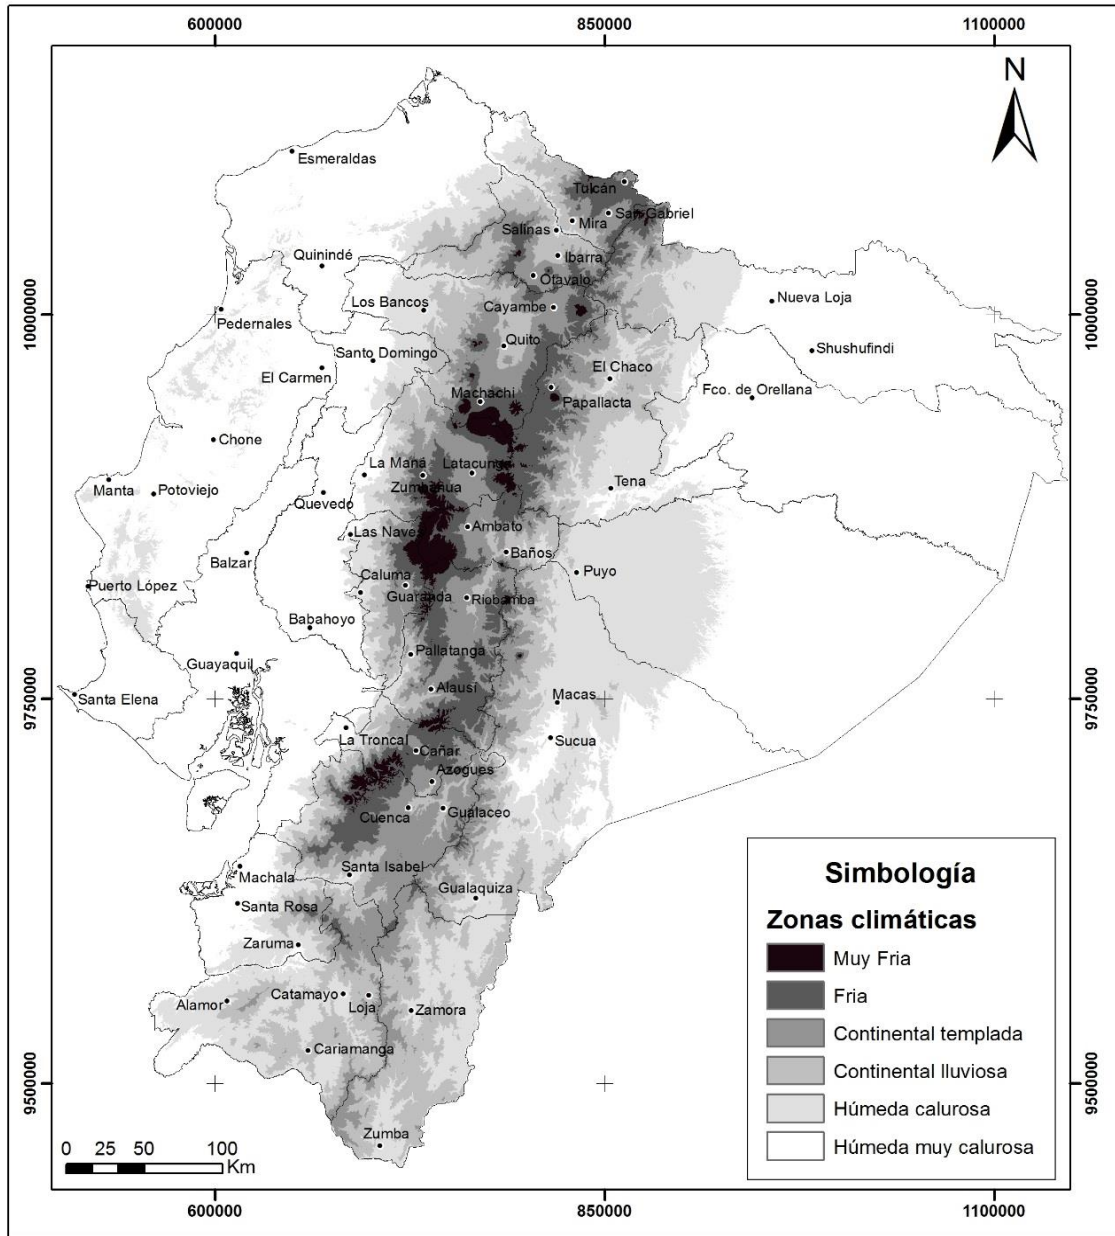 600000 850000 1100000
N
Esmeraldas
Tulcán
San Gabriel
Mira
Salinas
Ibarra
Quinindé
Otavalo
Nueva Loja
Los Bancos
Cayambe
Pedernales
10000000 10000000
Quito
Shushufindi
Santo Domingo
El Chaco
El Carmen
Machachi
Papallacta
Fco. de Orellana
Chone
La Maná
Latacunga
Tena
Manta
Potoviejo
Zumbahua
Quevedo
Ambato
Las Naves
Baños
Balzar
Puyo
Caluma
Puerto López
Guaranda
Riobamba
Babahoyo
Guayaquil
Pallatanga
Alausí
Macas
Santa Elena
9750000 9750000
La Troncal
Sucua
Cañar
Azogues
Cuenca
Gualaceo
Santa Isabel
Machala
Gualaquiza
Santa Rosa
Zaruma
Alamor
Catamayo
Loja
Zamora
Cariamanga
9500000 9500000
Zumba
0 25 50 100
Km
Simbología
Zonas climáticas
Muy Fria
Fria
Continental templada
Continental lluviosa
Húmeda calurosa
Húmeda muy calurosa
600000 850000 1100000